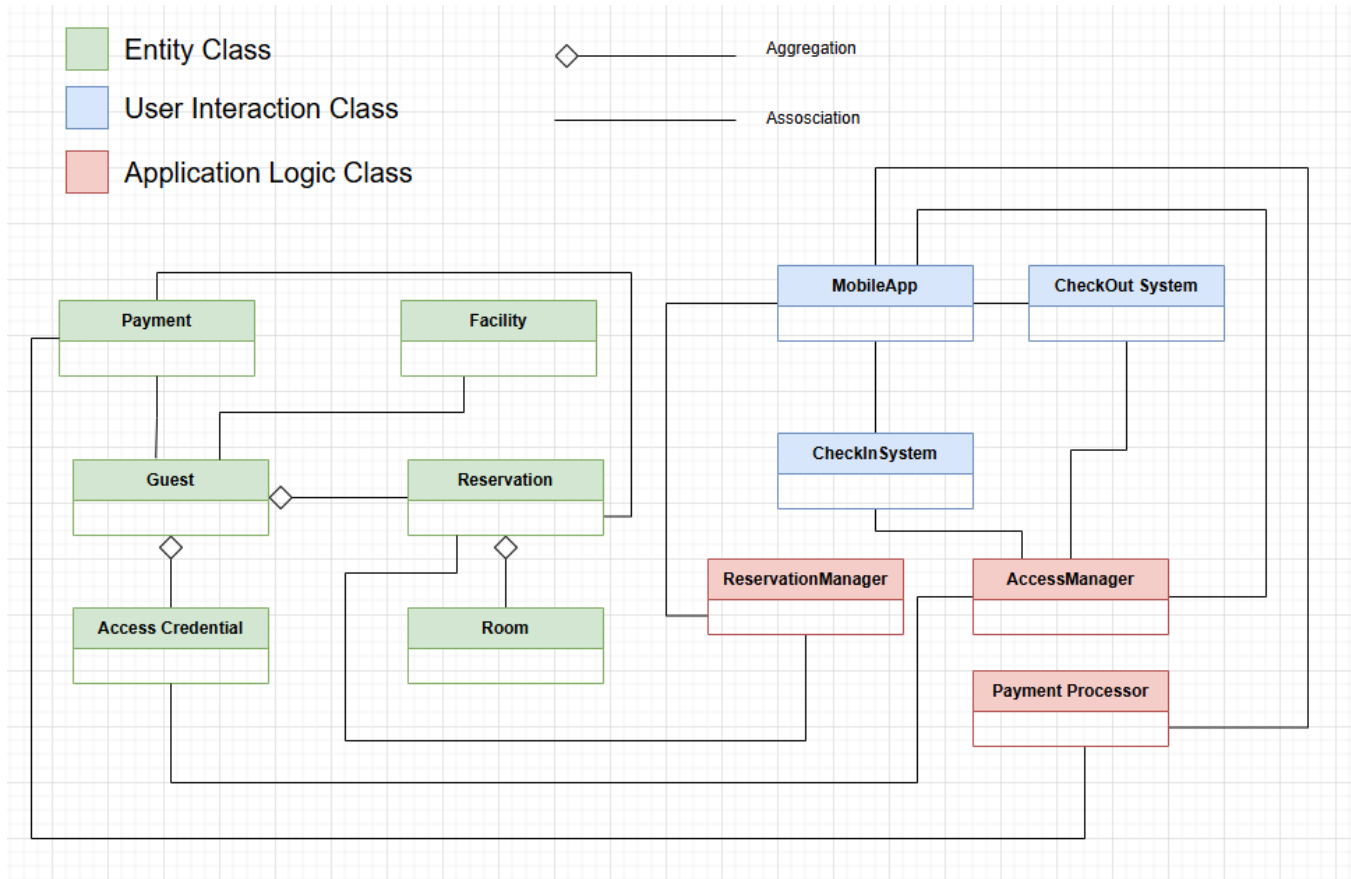 Entity Class
Aggregation
User Interaction Class
Assosciation
Application Logic Class
MobileApp
CheckOut System
Payment
Facility
CheckInSystem
Guest
Reservation
ReservationManager
AccessManager
Access Credential
Room
Payment Processor